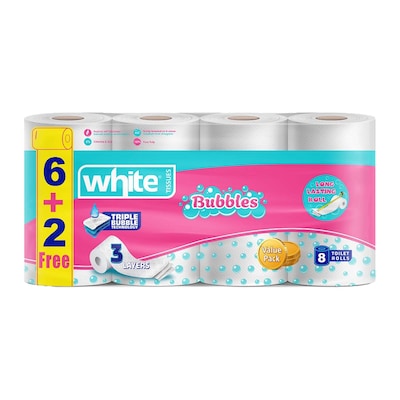 6
+
2
Free
white
TISSUES
Bubbles
LONG
LASTING
ROLL
TRIPLE
BUBBLE
TECHNOLOGY
3
LAYERS
Value
Pack
8
TOILET
ROLLS